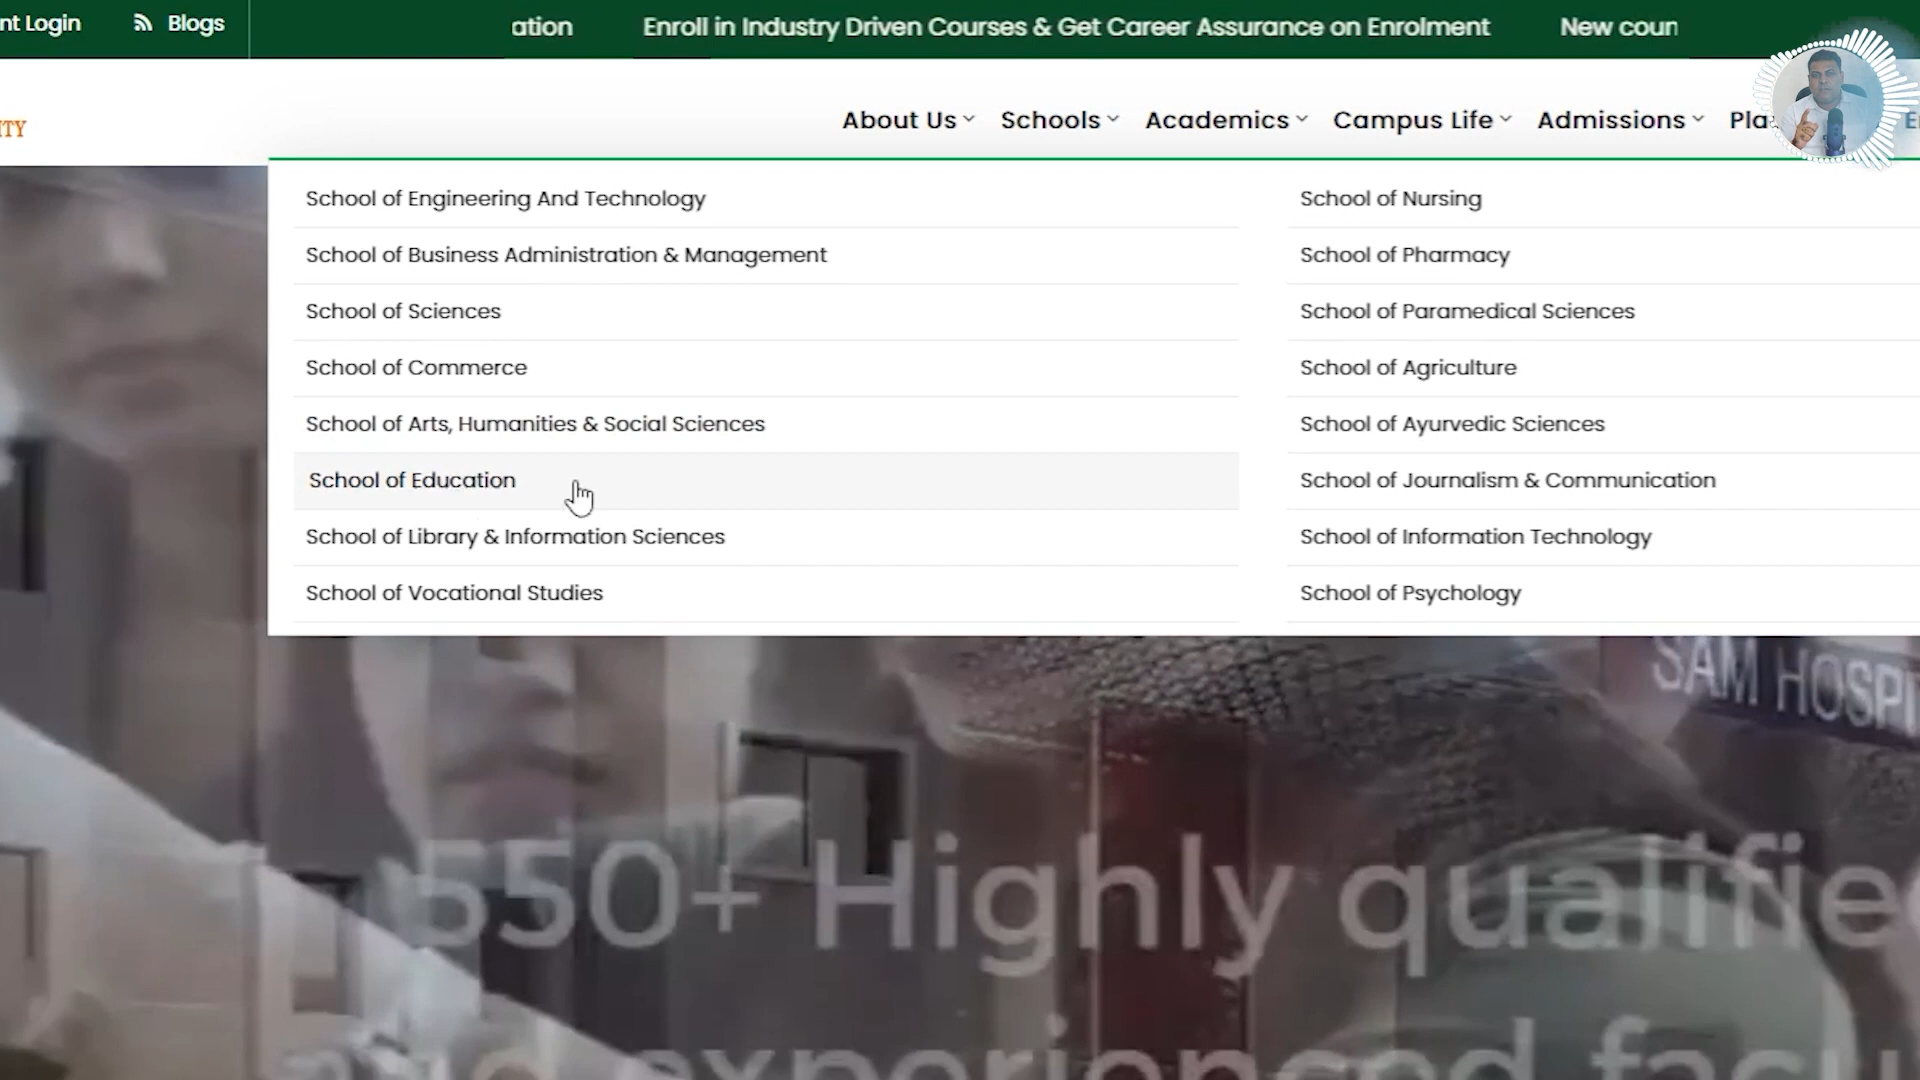 nt Login Blogs ation Enroll in Industry Driven Courses & Get Career Assurance on Enrolment New coun
ITY
About Us Schools Academics Campus Life Admissions Pla E
School of Engineering And Technology
School of Business Administration & Management
School of Sciences
School of Commerce
School of Arts, Humanities & Social Sciences
School of Education
School of Library & Information Sciences
School of Vocational Studies
School of Nursing
School of Pharmacy
School of Paramedical Sciences
School of Agriculture
School of Ayurvedic Sciences
School of Journalism & Communication
School of Information Technology
School of Psychology
SAM HOSPI
550+ Highly qualifie
and experienced facu